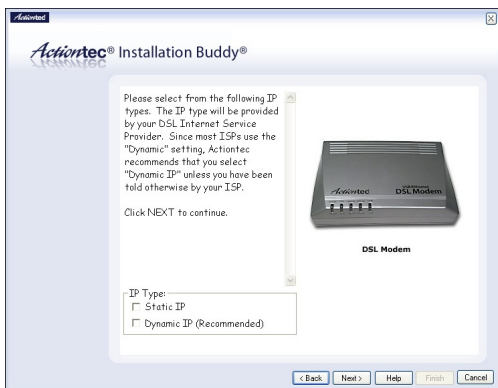 Actiontec
Actiontec® Installation Buddy®
Please select from the following IP
types. The IP type will be provided
by your DSL Internet Service
Provider. Since most ISPs use the
"Dynamic" setting, Actiontec
recommends that you select
"Dynamic IP" unless you have been
told otherwise by your ISP.
Click NEXT to continue.
Actiontec
DSL Modem
DSL Modem
IP Type:
Static IP
Dynamic IP (Recommended)
< Back
Next >
Help
Finish
Cancel